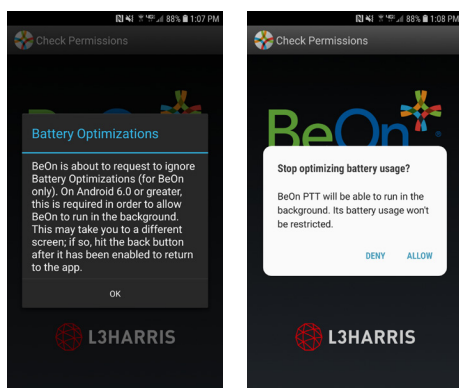 88% 1:07 PM
Check Permissions
BeOn
Battery Optimizations
BeOn is about to request to ignore
Battery Optimizations (for BeOn
only). On Android 6.0 or greater,
this is required in order to allow
BeOn to run in the background.
This may take you to a different
screen; if so, hit the back button
after it has been enabled to return
to the app.
OK
L3HARRIS
88% 1:08 PM
Check Permissions
BeOn
®
Stop optimizing battery usage?
BeOn PTT will be able to run in the
background. Its battery usage won't
be restricted.
DENY ALLOW
L3HARRIS